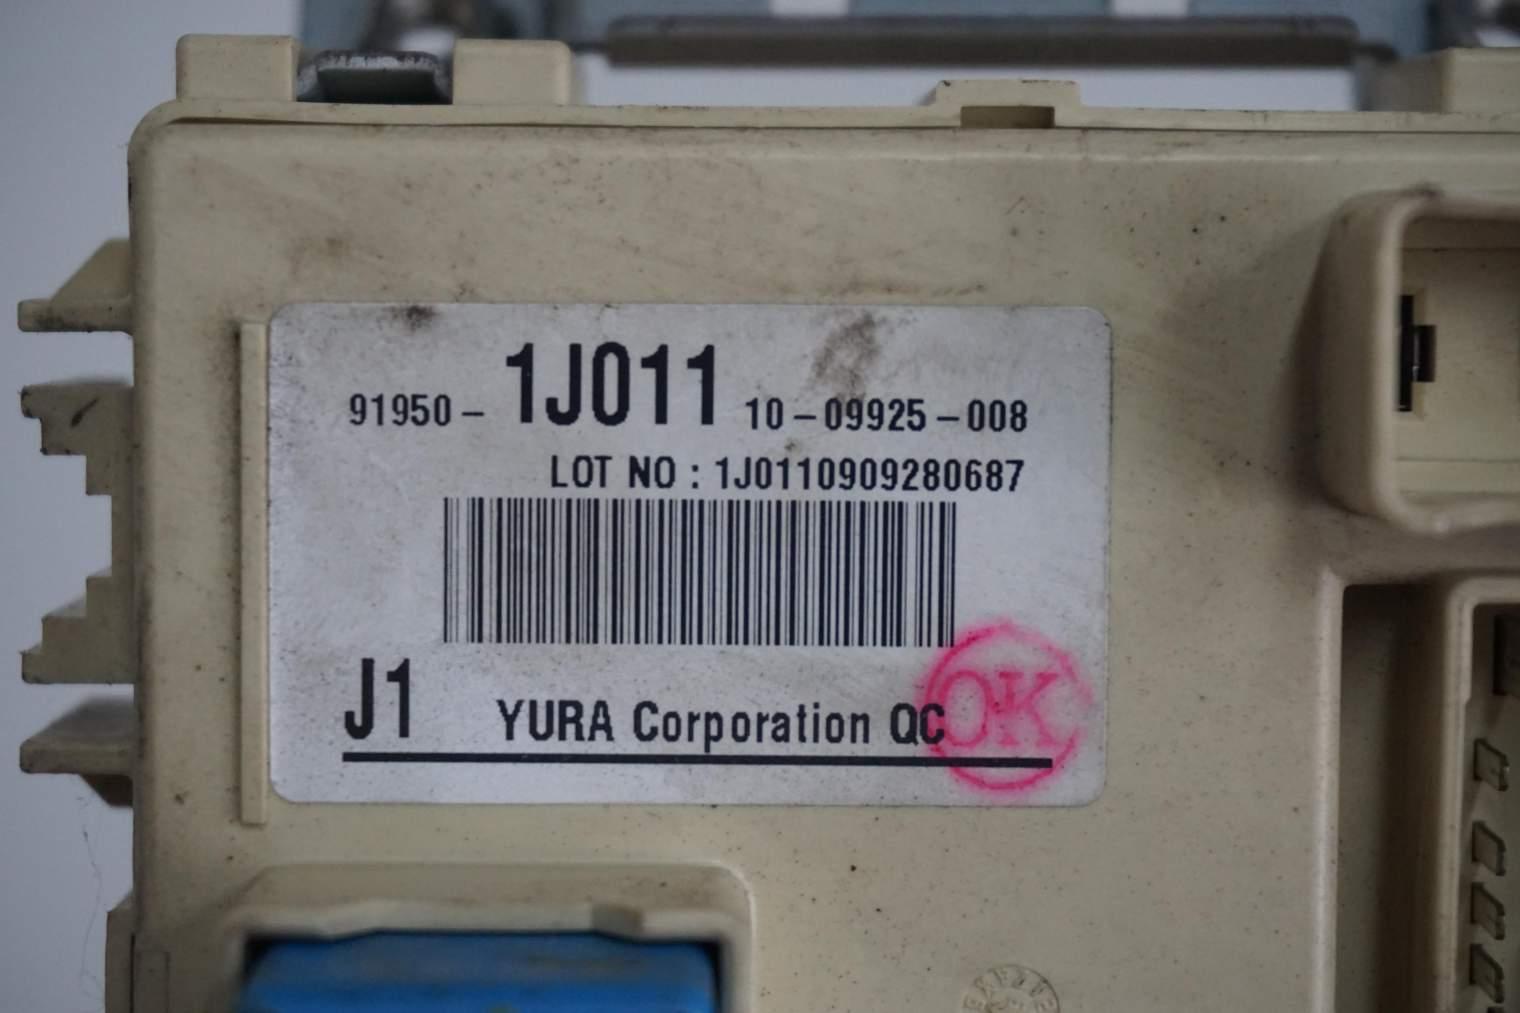 91950 - 1J011 10-09925-008
LOT NO : 1J0110909280687
J1 YURA Corporation QC
OK